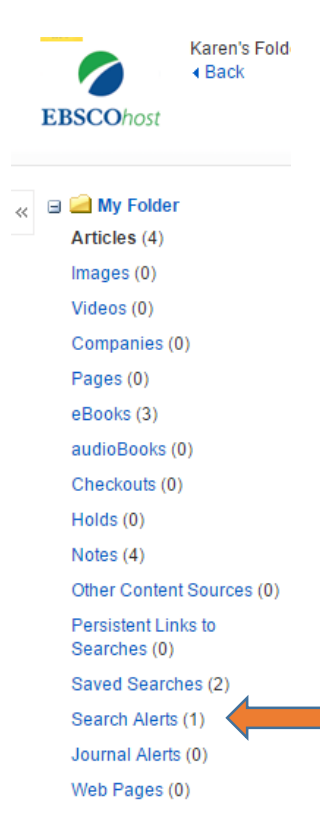 Karen's Fold
Back
EBSCOhost
«
My Folder
Articles (4)
Images (0)
Videos (0)
Companies (0)
Pages (0)
eBooks (3)
audioBooks (0)
Checkouts (0)
Holds (0)
Notes (4)
Other Content Sources (0)
Persistent Links to
Searches (0)
Saved Searches (2)
Search Alerts (1)
Journal Alerts (0)
Web Pages (0)